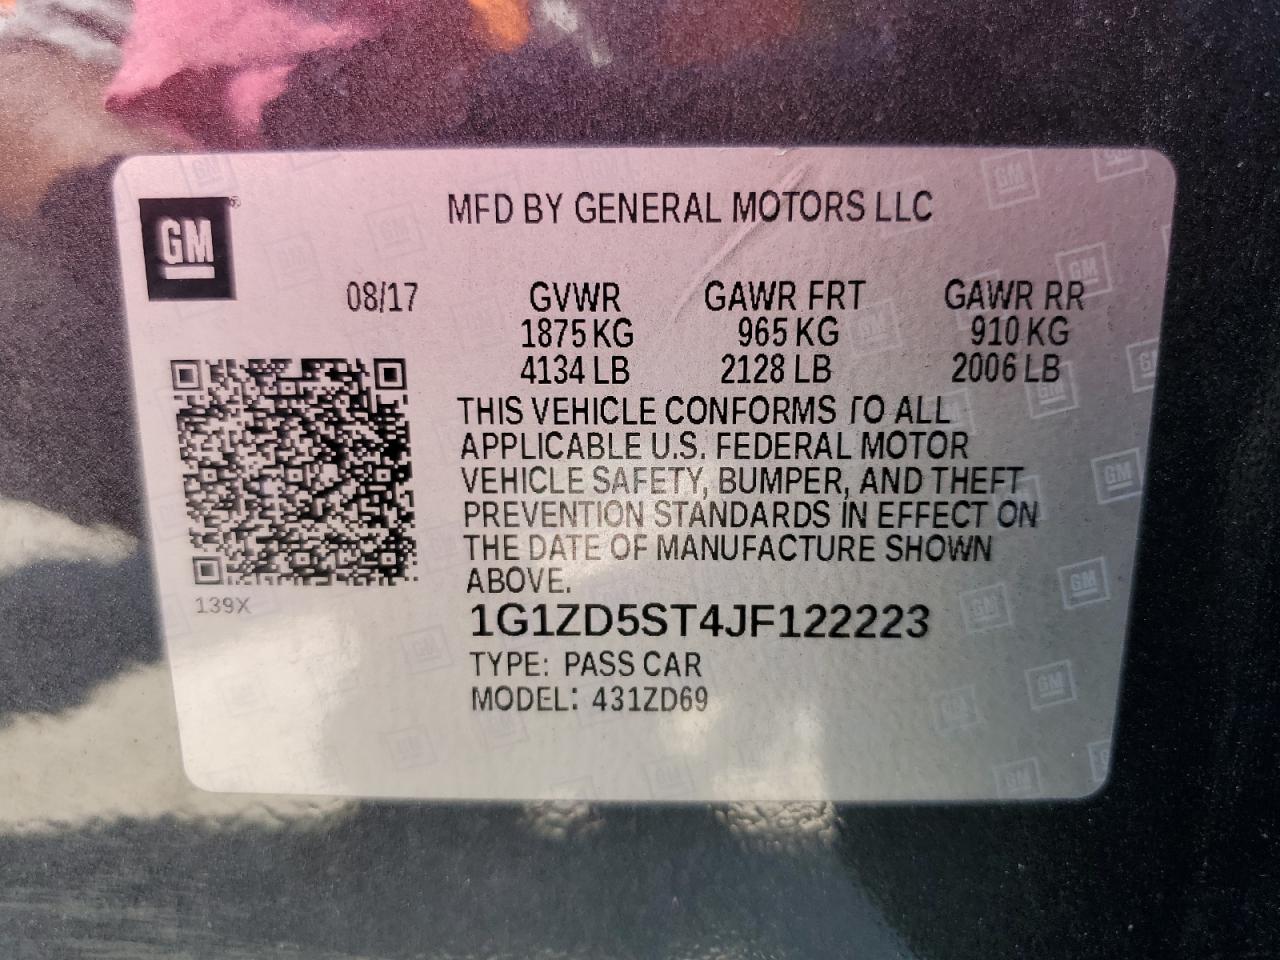 GM
MFD BY GENERAL MOTORS LLC
08/17 GVWR GAWR FRT GAWR RR
1875 KG 965 KG 910 KG
4134 LB 2128 LB 2006 LB
THIS VEHICLE CONFORMS TO ALL
APPLICABLE U.S. FEDERAL MOTOR
VEHICLE SAFETY, BUMPER, AND THEFT
PREVENTION STANDARDS IN EFFECT ON
THE DATE OF MANUFACTURE SHOWN
ABOVE.
139X
1G1ZD5ST4JF122223
TYPE: PASS CAR
MODEL: 431ZD69